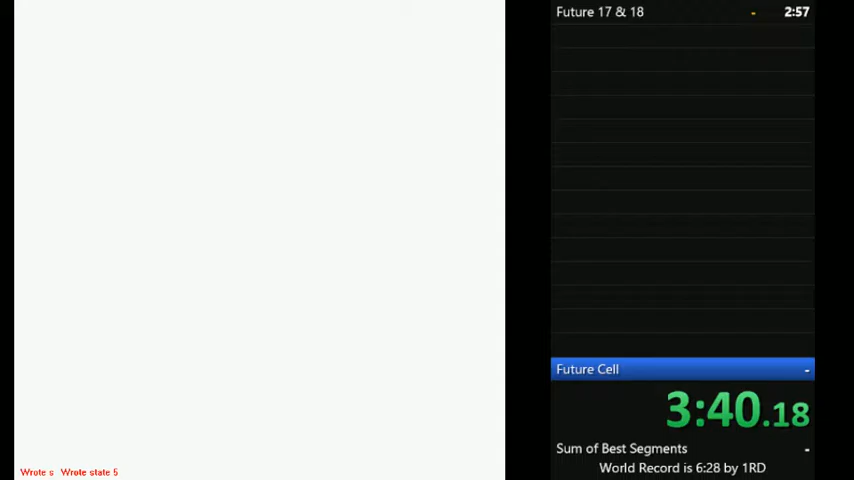 Future 17 & 18 - 2:57
Future Cell -
3:40.18
Sum of Best Segments -
World Record is 6:28 by 1RD
Wrote s Wrote state 5